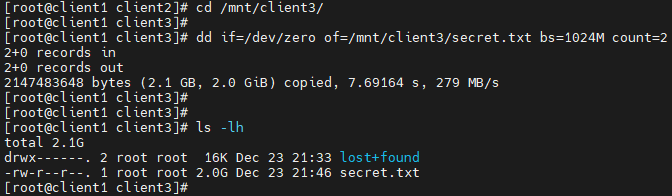 [root@client1 client2]# cd /mnt/client3/
[root@client1 client3]#
[root@client1 client3]# dd if=/dev/zero of=/mnt/client3/secret.txt bs=1024M count=2
2+0 records in
2+0 records out
2147483648 bytes (2.1 GB, 2.0 GiB) copied, 7.69164 s, 279 MB/s
[root@client1 client3]#
[root@client1 client3]#
[root@client1 client3]# ls -lh
total 2.1G
drwx------. 2 root root  16K Dec 23 21:33 lost+found
-rw-r--r--. 1 root root 2.0G Dec 23 21:46 secret.txt
[root@client1 client3]#